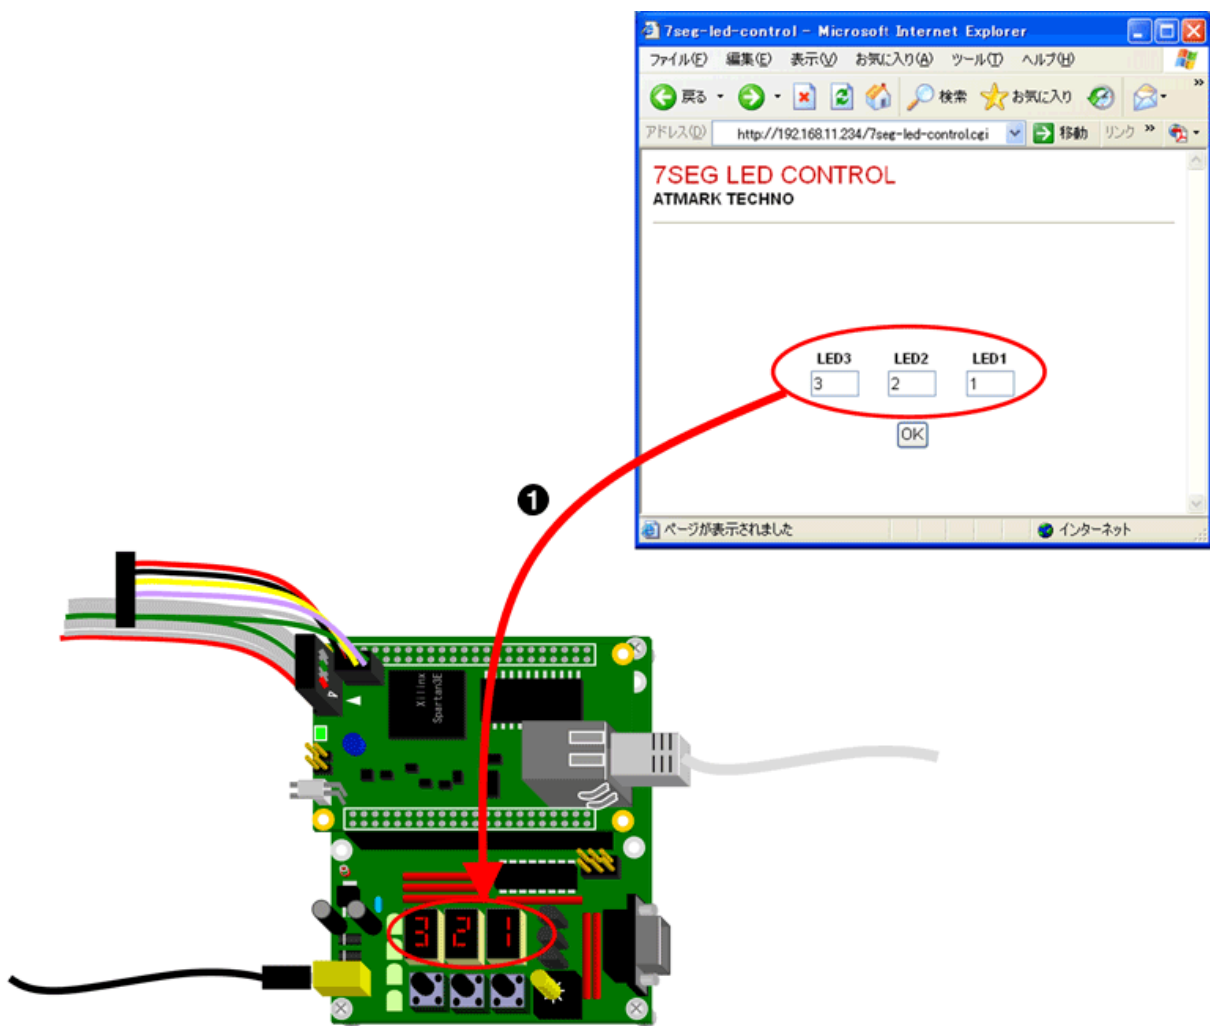 7seg-led-control - Microsoft Internet Explorer
ファイル(F) 編集(E) 表示(V) お気に入り(A) ツール(T) ヘルプ(H)
戻る 検索 お気に入り »
アドレス(D) http://192.168.11.234/7seg-led-control.cgi 移動 リンク »
7SEG LED CONTROL
ATMARK TECHNO
LED3 LED2 LED1
3 2 1
OK
ページが表示されました インターネット
1
Xilinx
Spartan3E
3 2 1